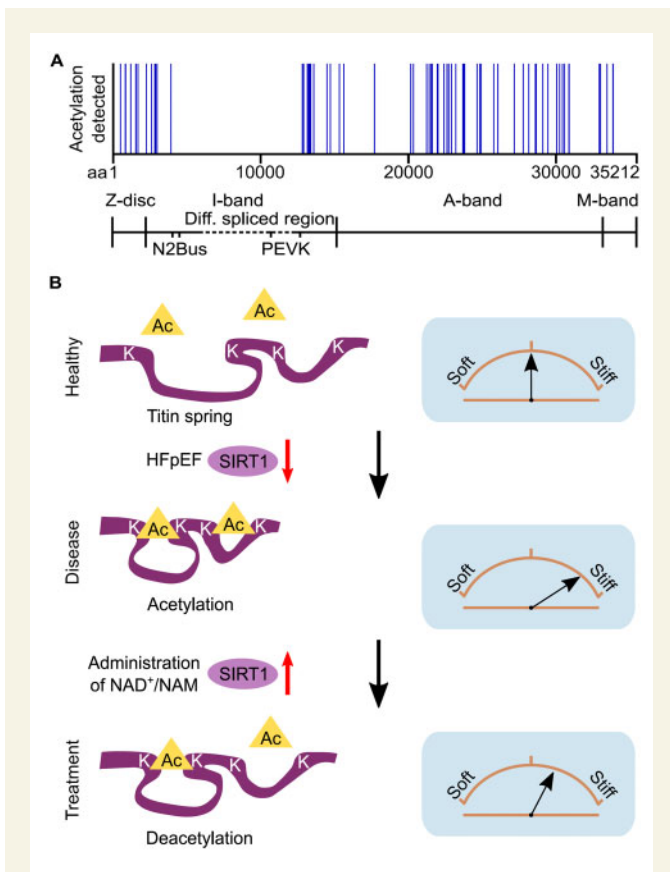 A
Acetylation
detected
aa1 10000 20000 30000 35212
Z-disc I-band A-band M-band
Diff. spliced region
N2Bus PEVK
B
Healthy
Ac Ac
K K K K
Titin spring
Soft Stiff
HFpEF SIRT1
Disease
K Ac K K Ac K
Acetylation
Soft Stiff
Administration
of NAD⁺/NAM
SIRT1
Treatment
Ac
K Ac K K K
Deacetylation
Soft Stiff